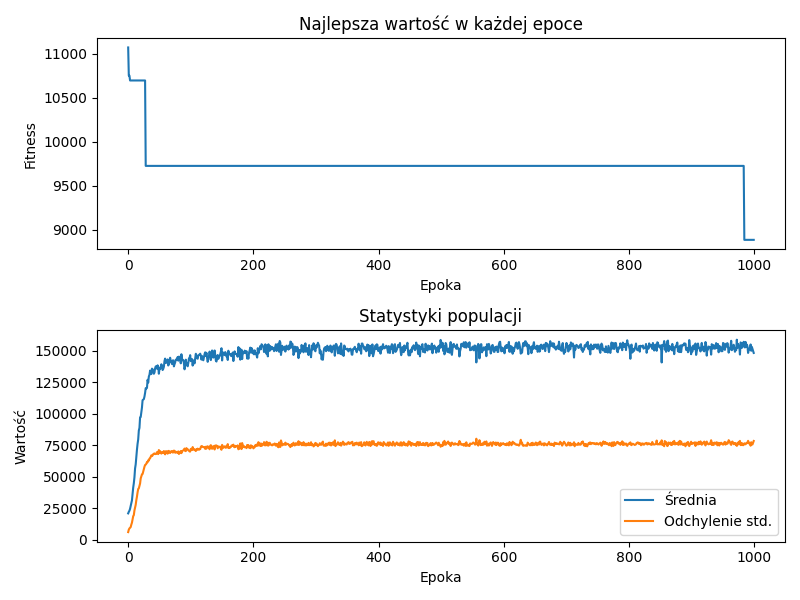 Najlepsza wartość w każdej epoce
11000
10500
10000
9500
9000
Fitness
0 200 400 600 800 1000
Epoka
Statystyki populacji
150000
125000
100000
75000
50000
25000
0
Wartość
Średnia
Odchylenie std.
0 200 400 600 800 1000
Epoka